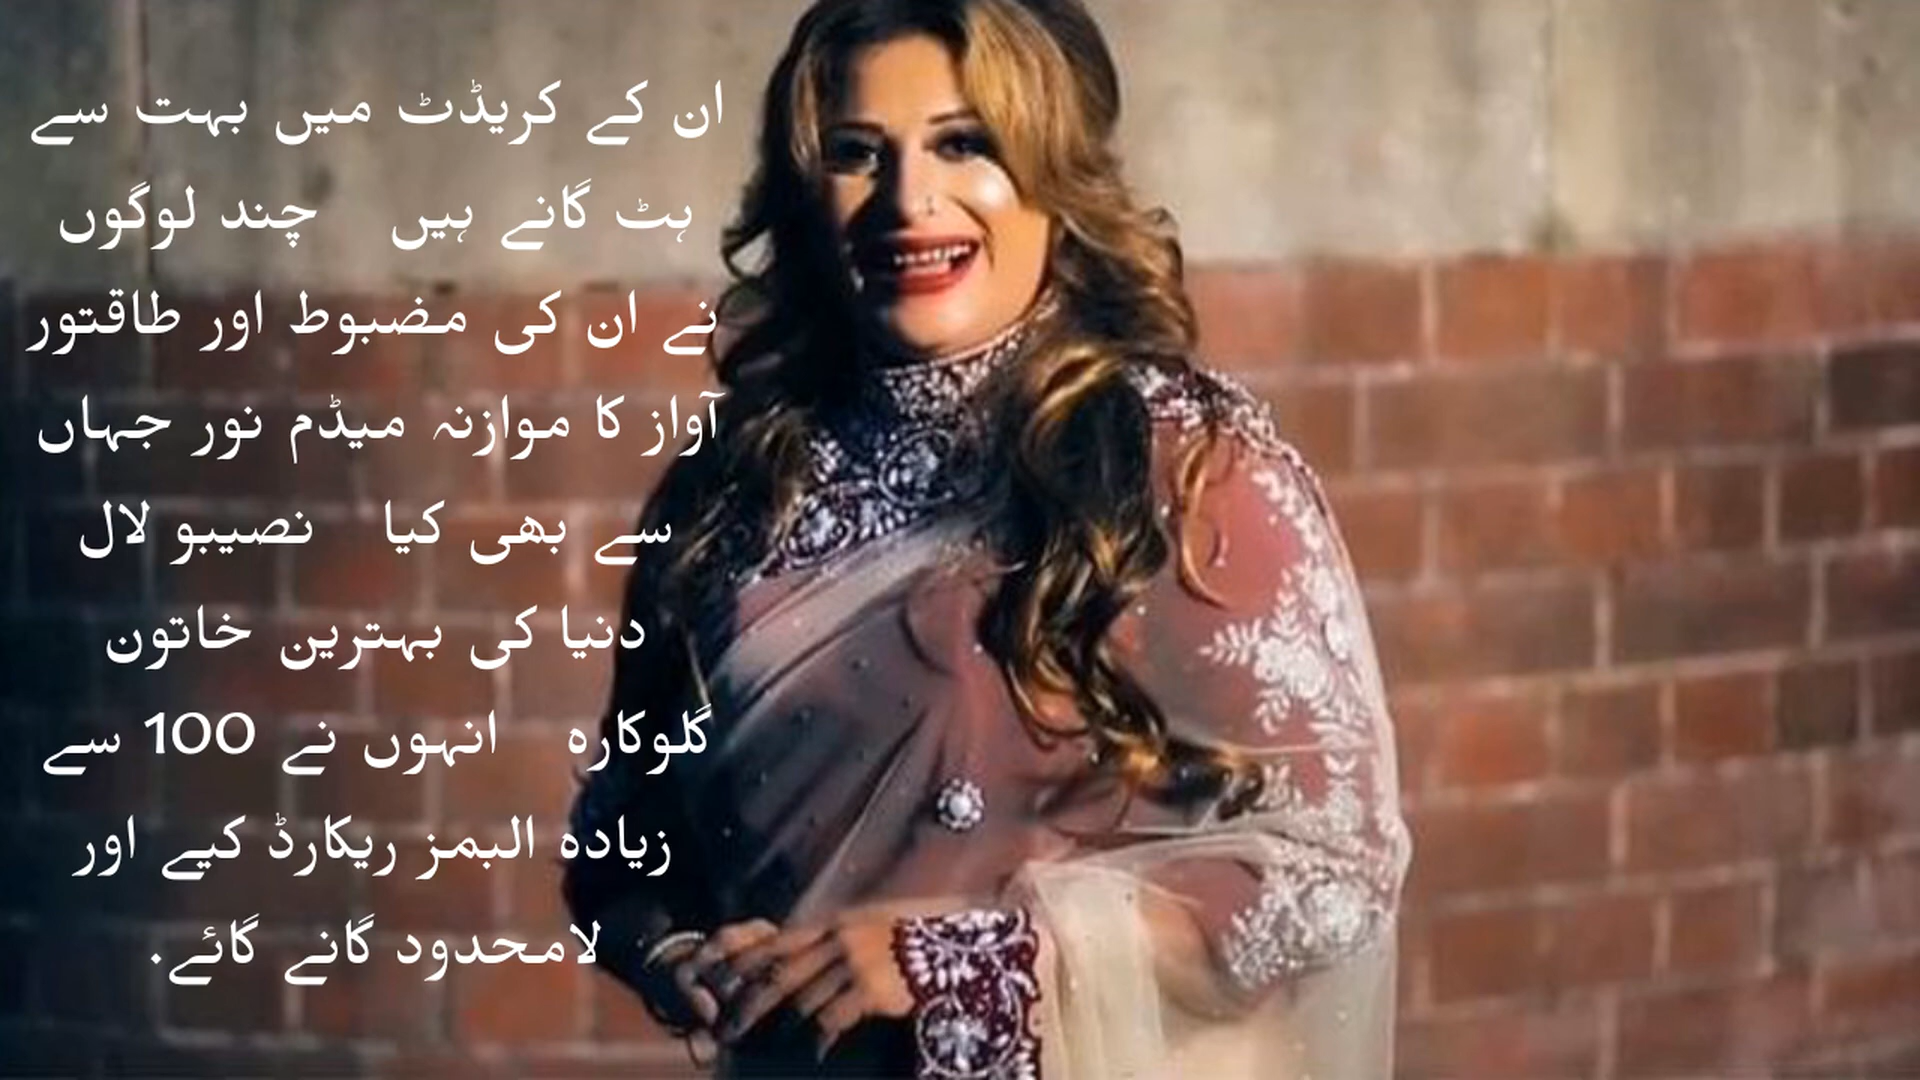 ان کے کریڈٹ میں بہت سے
ہٹ گانے ہیں   چند لوگوں
نے ان کی مضبوط اور طاقتور
آواز کا موازنہ میڈم نور جہاں
سے بھی کیا   نصیبو لال
دنیا کی بہترین خاتون
گلوکارہ   انہوں نے 100 سے
زیادہ البمز ریکارڈ کیے اور
لامحدود گانے گائے.